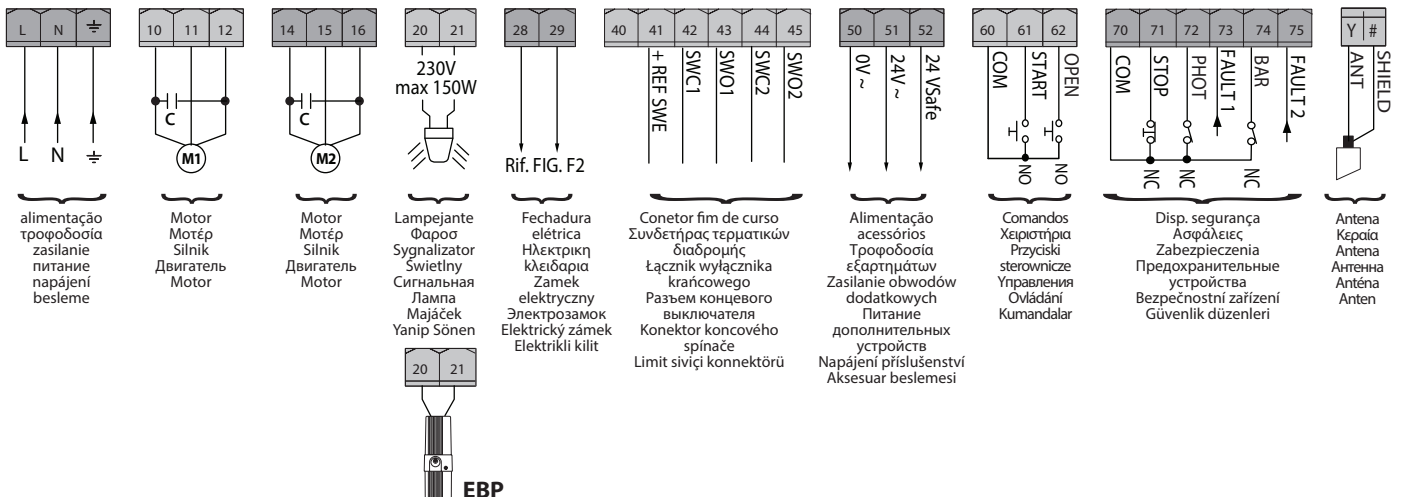 L N ⏚
L N ⏚
alimentação
τροφοδοσία
zasilanie
питание
napájení
besleme
10 11 12
C
M1
Motor
Μοτέρ
Silnik
Двигатель
Motor
14 15 16
C
M2
Motor
Μοτέρ
Silnik
Двигатель
Motor
20 21
230V
max 150W
Lampejante
Φαροσ
Sygnalizator
Świetlny
Сигнальная
Лампа
Majáček
Yanip Sönen
20 21
EBP
28 29
Rif. FIG. F2
Fechadura
elétrica
Ηλεκτρικη
κλειδαρια
Zamek
elektryczny
Электрозамок
Elektrický zámek
Elektrikli kilit
40 41 42 43 44 45
+ REF SWE
SWC1
SWO1
SWC2
SWO2
Conetor fim de curso
Συνδετήρας τερματικών
διαδρομής
Łącznik wyłącznika
krańcowego
Разъем концевого
выключателя
Konektor koncového
spínače
Limit siviçi konnektörü
50 51 52
0V ~
24V ~
24 VSafe
Alimentação
acessórios
Τροφοδοσία
εξαρτημάτων
Zasilanie obwodów
dodatkowych
Питание
дополнительных
устройств
Napájení příslušenství
Aksesuar beslemesi
60 61 62
COM
START
OPEN
NO
NO
Comandos
Χειριστήρια
Przyciski
sterownicze
Yправления
Ovládání
Kumandalar
70 71 72 73 74 75
COM
STOP
PHOT
FAULT 1
BAR
FAULT 2
NC
NC
NC
Disp. segurança
Ασφάλειες
Zabezpieczenia
Предохранительные
устройства
Bezpečnostní zařízení
Güvenlik düzenleri
Y #
ANT
SHIELD
Antena
Κεραία
Antena
Антенна
Anténa
Anten